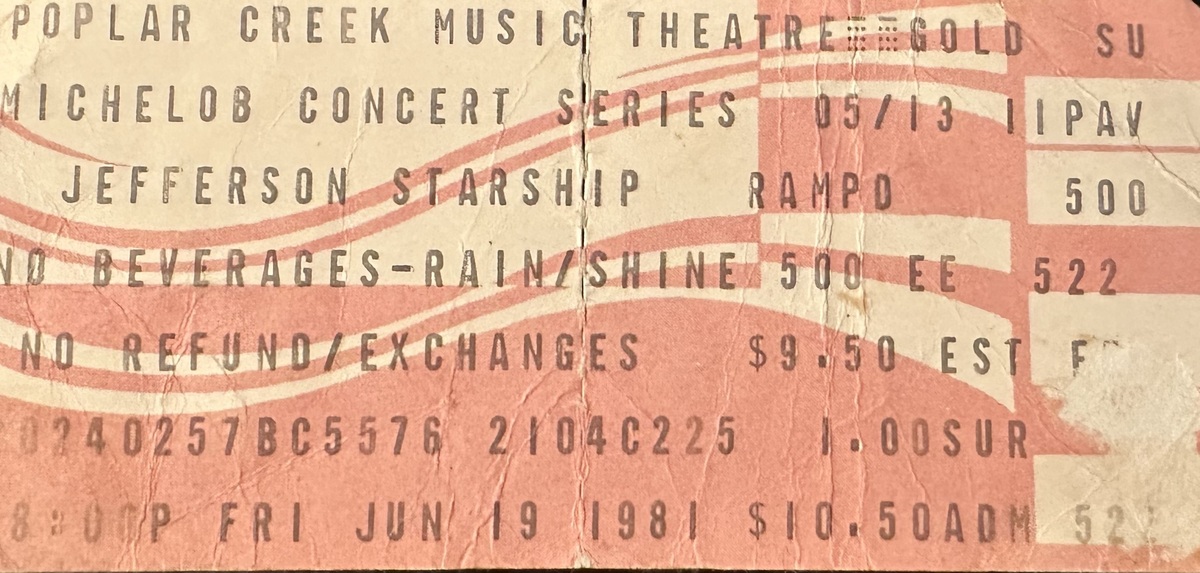 POPLAR CREEK MUSIC THEATRE GOLD SU
MICHELOB CONCERT SERIES 05/13 11PAV
JEFFERSON STARSHIP RAMPD 500
NO BEVERAGES-RAIN/SHINE 500 EE 522
NO REFUND/EXCHANGES $9.50 EST
0240257BC5576 2104C225 1.00SUR
8:00P FRI JUN 19 1981 $10.50ADM 522